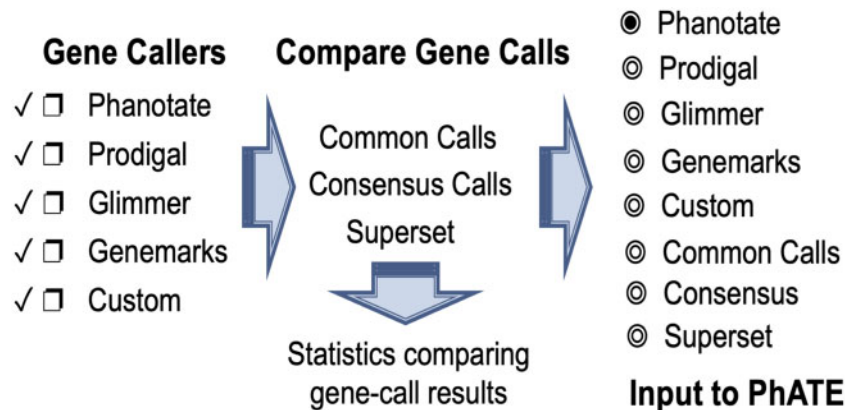 Gene Callers
√ ❐ Phanotate
√ ❐ Prodigal
√ ❐ Glimmer
√ ❐ Genemarks
√ ❐ Custom
Compare Gene Calls
Common Calls
Consensus Calls
Superset
Statistics comparing
gene-call results
◉ Phanotate
◎ Prodigal
◎ Glimmer
◎ Genemarks
◎ Custom
◎ Common Calls
◎ Consensus
◎ Superset
Input to PhATE